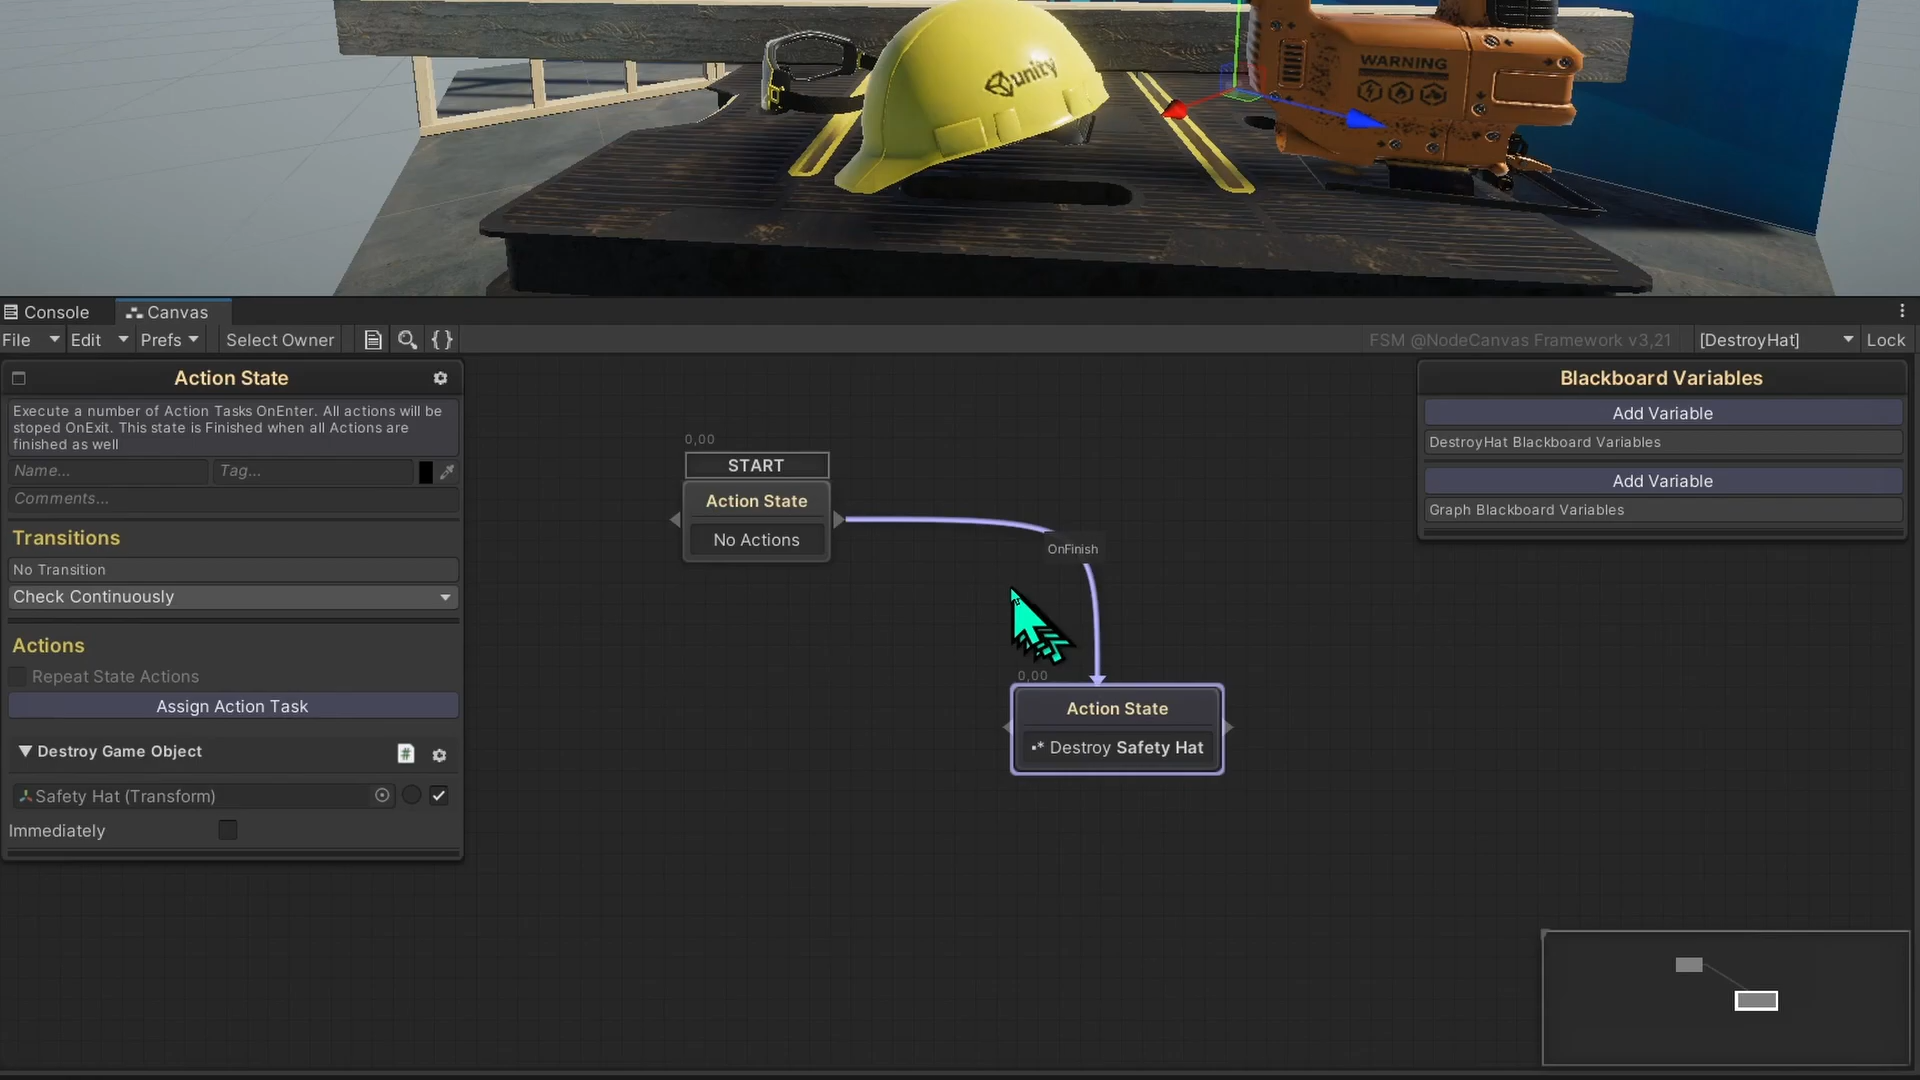 unity
WARNING
Console
Canvas
File
Edit
Prefs
Select Owner
{}
FSM @NodeCanvas Framework v3,21
[DestroyHat]
Lock
Action State
Execute a number of Action Tasks OnEnter. All actions will be
stoped OnExit. This state is Finished when all Actions are
finished as well
Name...
Tag...
Comments...
Transitions
No Transition
Check Continuously
Actions
Repeat State Actions
Assign Action Task
Destroy Game Object
#
Safety Hat (Transform)
Immediately
0,00
START
Action State
No Actions
OnFinish
0,00
Action State
▪* Destroy Safety Hat
Blackboard Variables
Add Variable
DestroyHat Blackboard Variables
Add Variable
Graph Blackboard Variables